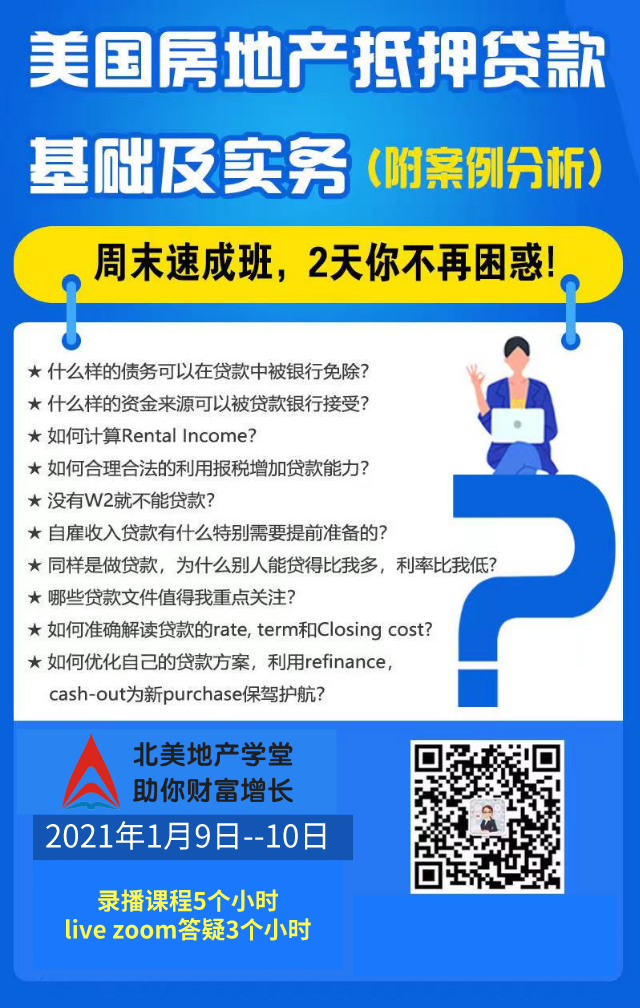 美国房地产抵押贷款
基础及实务(附案例分析)
周末速成班，2天你不再困惑!
★ 什么样的债务可以在贷款中被银行免除？
★ 什么样的资金来源可以被贷款银行接受？
★ 如何计算Rental Income？
★ 如何合理合法的利用报税增加贷款能力？
★ 没有W2就不能贷款？
★ 自雇收入贷款有什么特别需要提前准备的？
★ 同样是做贷款，为什么别人能贷得比我多，利率比我低？
★ 哪些贷款文件值得我重点关注？
★ 如何准确解读贷款的rate, term和Closing cost?
★ 如何优化自己的贷款方案，利用refinance，
cash-out为新purchase保驾护航？
北美地产学堂
助你财富增长
2021年1月9日--10日
录播课程5个小时
live zoom答疑3个小时